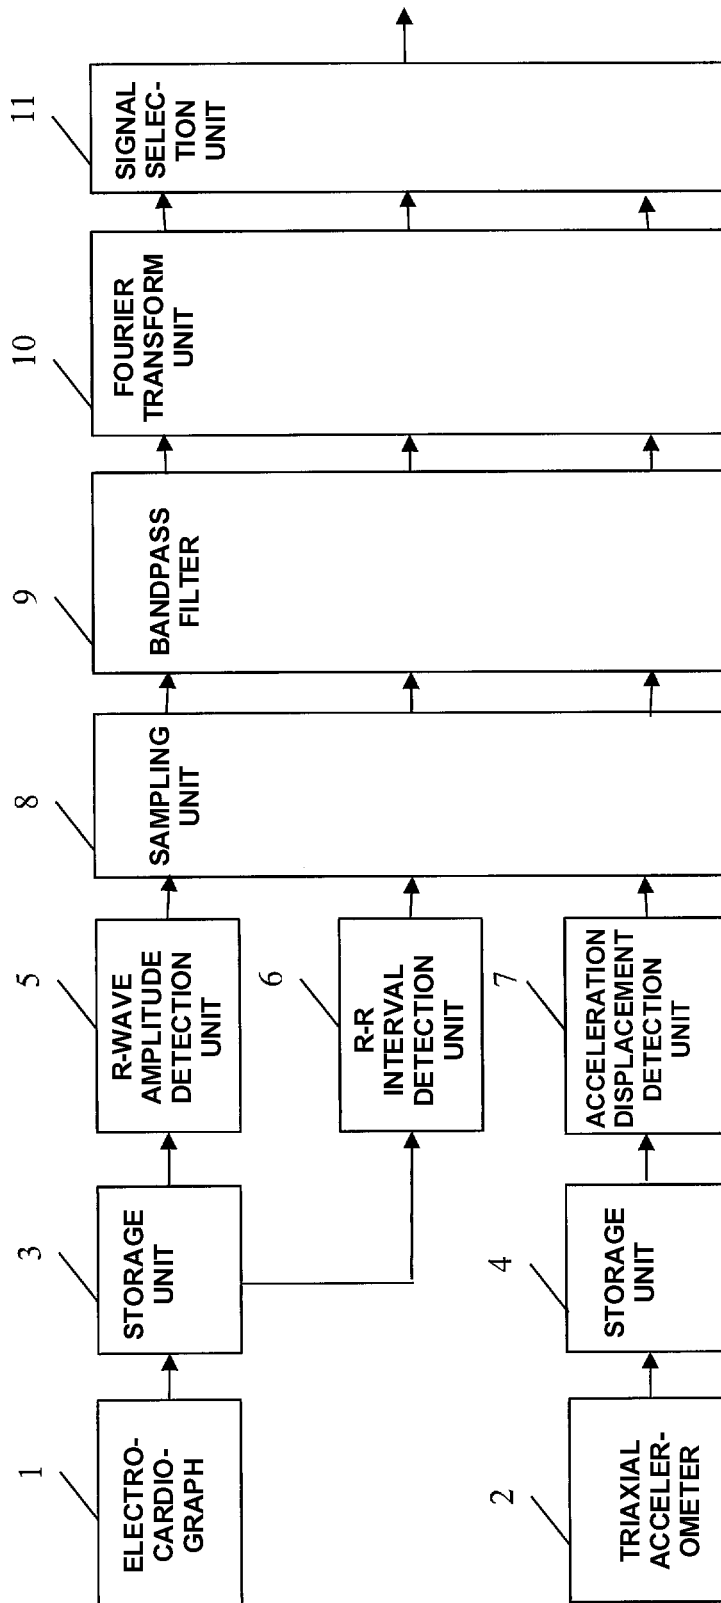 1
ELECTRO-
CARDIO-
GRAPH
3
STORAGE
UNIT
5
R-WAVE
AMPLITUDE
DETECTION
UNIT
8
SAMPLING
UNIT
9
BANDPASS
FILTER
10
FOURIER
TRANSFORM
UNIT
11
SIGNAL
SELEC-
TION
UNIT
6
R-R
INTERVAL
DETECTION
UNIT
2
TRIAXIAL
ACCELER-
OMETER
4
STORAGE
UNIT
7
ACCELERATION
DISPLACEMENT
DETECTION
UNIT